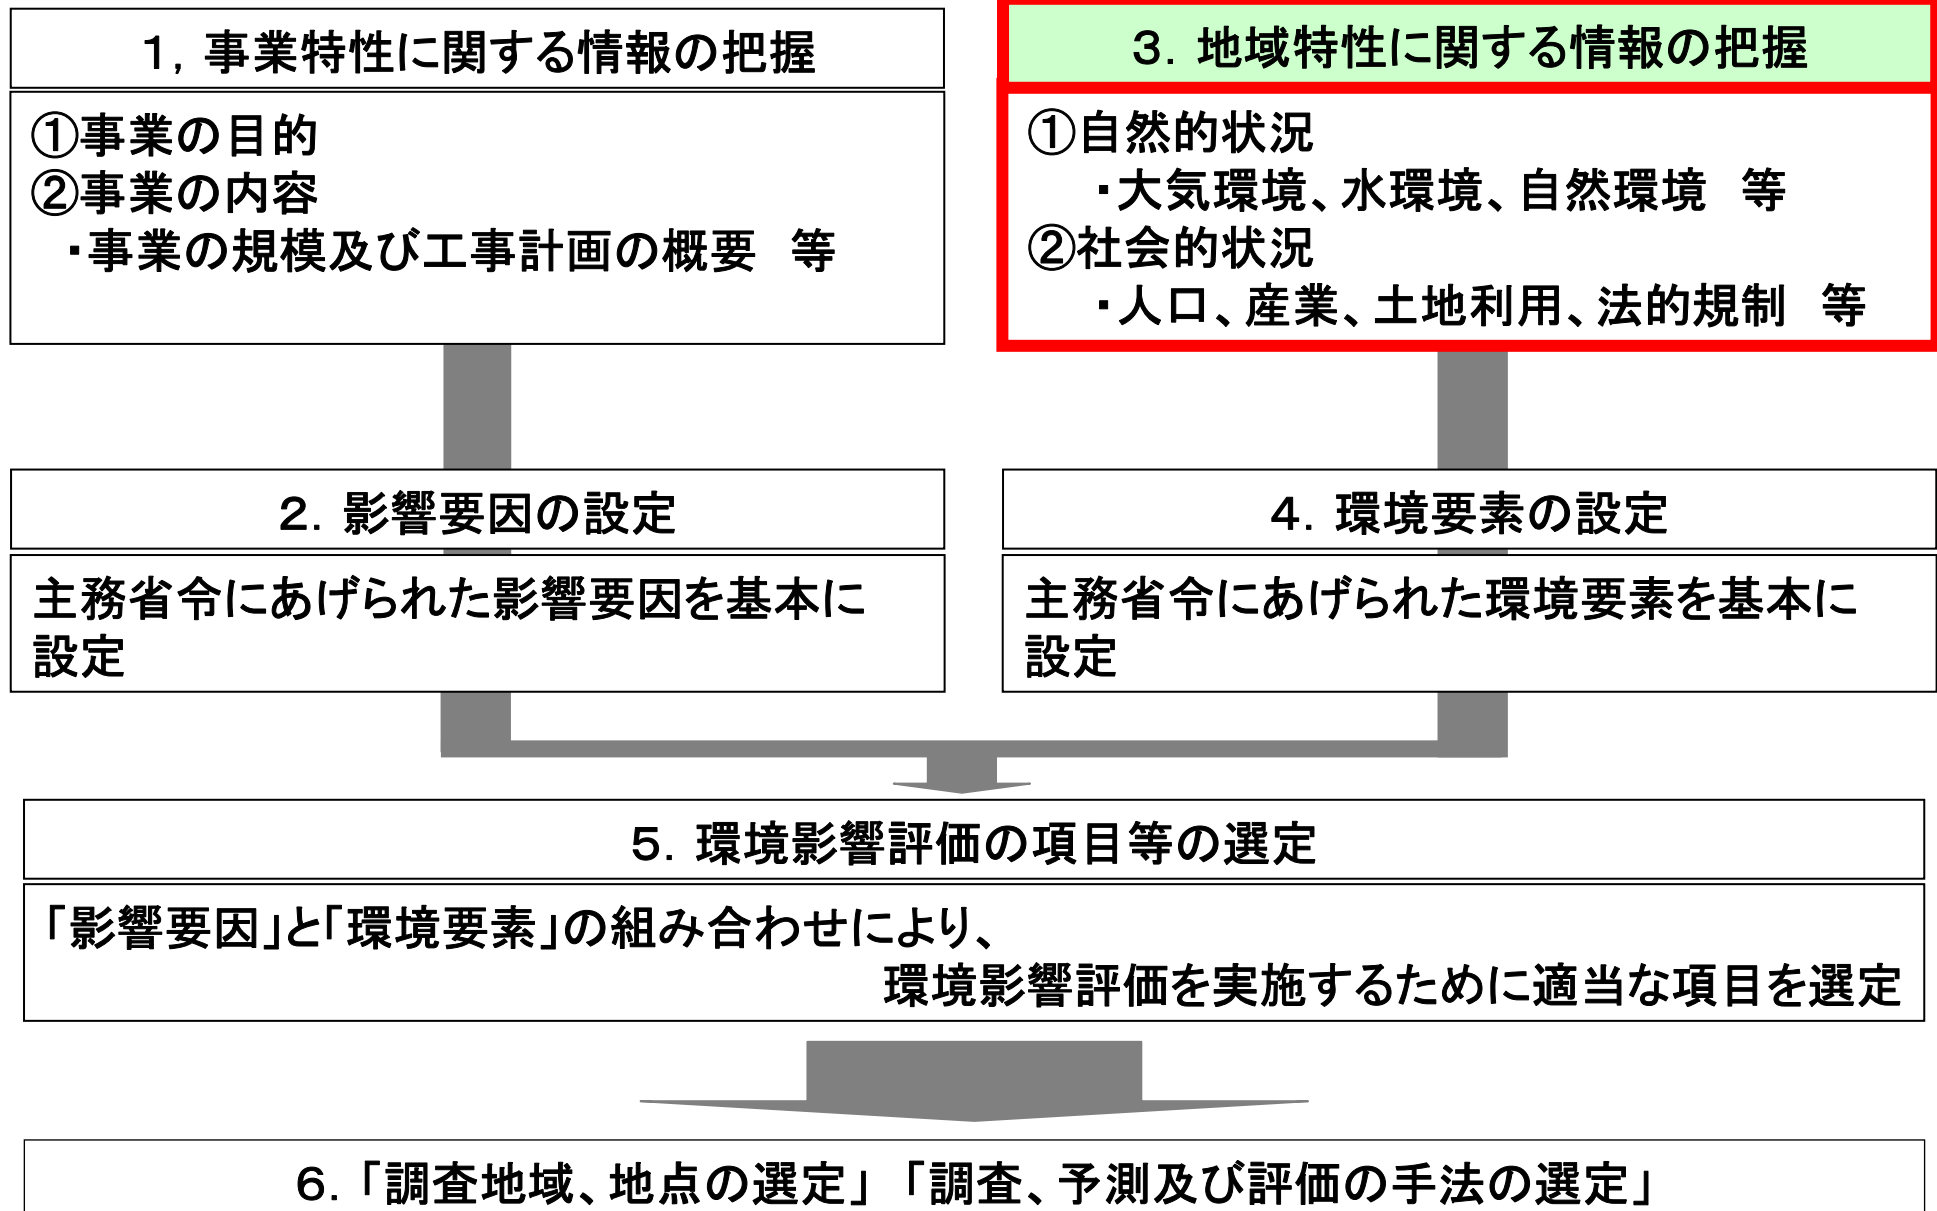 １，事業特性に関する情報の把握
①事業の目的
②事業の内容
・事業の規模及び工事計画の概要　等
３．地域特性に関する情報の把握
①自然的状況
・大気環境、水環境、自然環境　等
②社会的状況
・人口、産業、土地利用、法的規制　等
２．影響要因の設定
主務省令にあげられた影響要因を基本に
設定
４．環境要素の設定
主務省令にあげられた環境要素を基本に
設定
５．環境影響評価の項目等の選定
「影響要因」と「環境要素」の組み合わせにより、
環境影響評価を実施するために適当な項目を選定
６．「調査地域、地点の選定」「調査、予測及び評価の手法の選定」